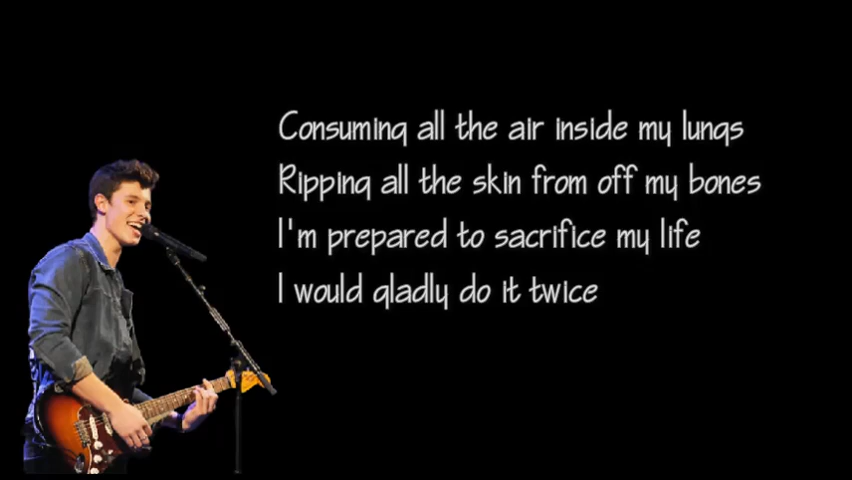 Consuming all the air inside my lungs
Ripping all the skin from off my bones
I'm prepared to sacrifice my life
I would gladly do it twice